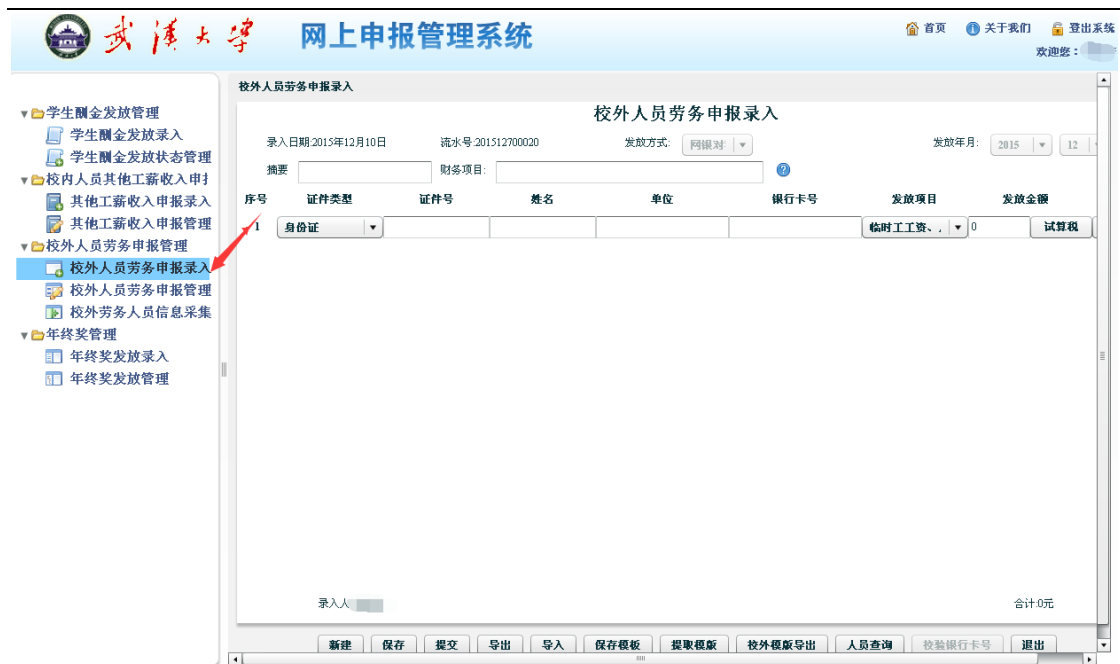 武漢大学 网上申报管理系统 首页 关于我们 登出系统
欢迎您：
学生酬金发放管理
学生酬金发放录入
学生酬金发放状态管理
校内人员其他工薪收入申报
其他工薪收入申报录入
其他工薪收入申报管理
校外人员劳务申报管理
校外人员劳务申报录入
校外人员劳务申报管理
校外劳务人员信息采集
年终奖管理
年终奖发放录入
年终奖发放管理
校外人员劳务申报录入
校外人员劳务申报录入
录入日期:2015年12月10日 流水号:201512700020 发放方式: 网银对 发放年月: 2015 12
摘要 财务项目:
序号 证件类型 证件号 姓名 单位 银行卡号 发放项目 发放金额
1 身份证 临时工工资、, 0 试算税
录入人 合计:0元
新建 保存 提交 导出 导入 保存模板 提取模版 校外模版导出 人员查询 校验银行卡号 退出